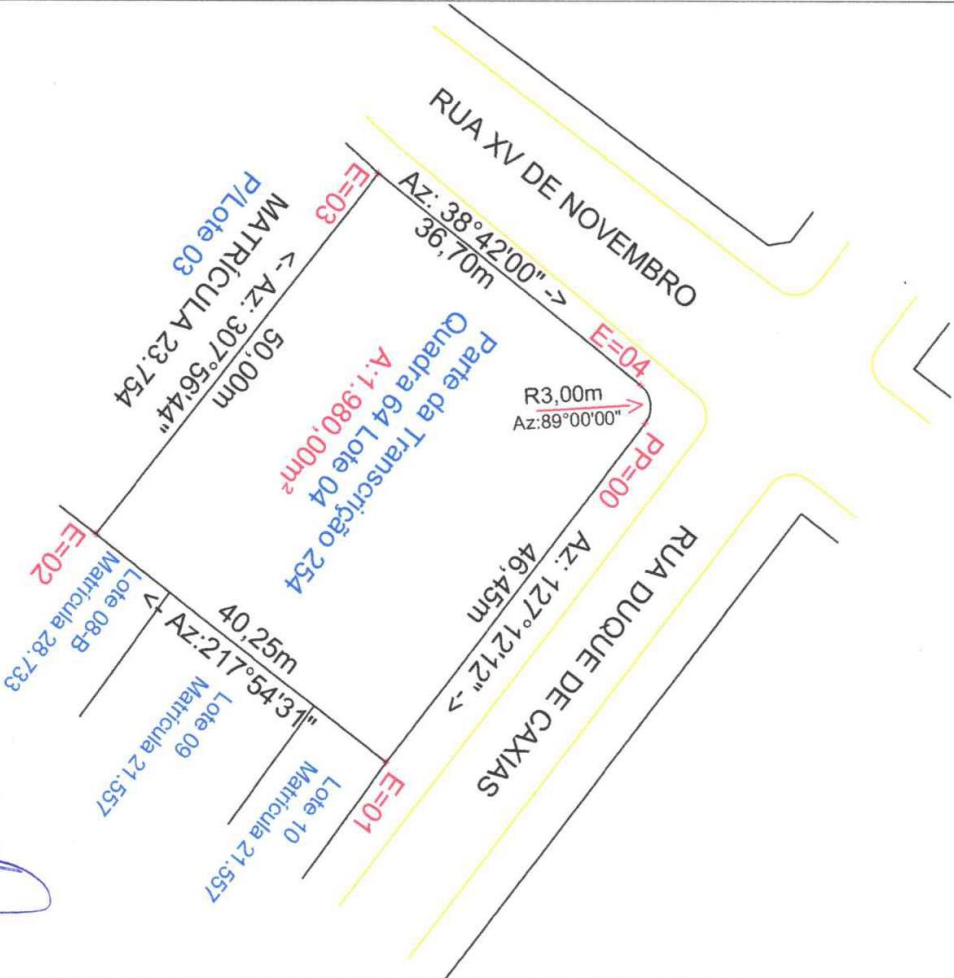 RUA XV DE NOVEMBRO
Az: 38°42'00" ->
36,70m
E=03
E=04
P/Lote 03
MATRÍCULA 23.754
<- Az: 307°56'44"
50,00m
R3,00m
Az:89°00'00"
PP=00
Parte da Transcrição 254
Quadra 64 Lote 04
A:1.980,00m²
RUA DUQUE DE CAXIAS
Az: 127°12'12" ->
46,45m
E=02
40,25m
<- Az:217°54'31"
Lote 08-B
Matrícula 28.733
Lote 09
Matrícula 21.557
Lote 10
Matrícula 21.557
E=01